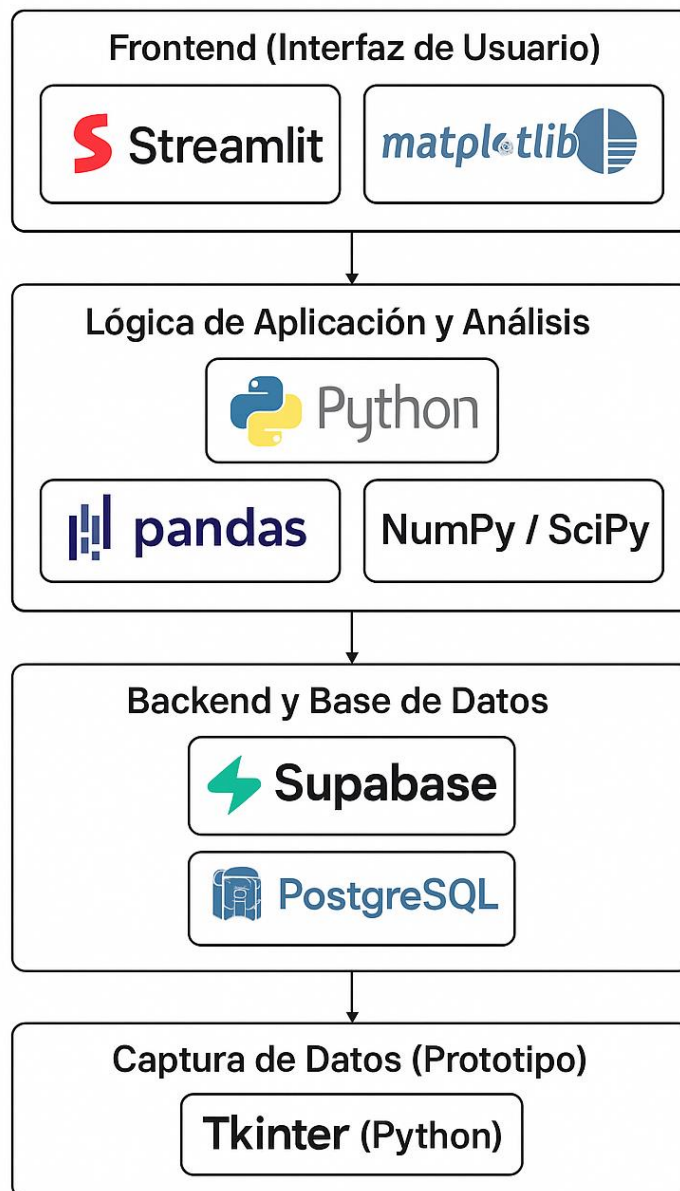 Frontend (Interfaz de Usuario)
Streamlit
matplotlib
Lógica de Aplicación y Análisis
Python
pandas
NumPy / SciPy
Backend y Base de Datos
Supabase
PostgreSQL
Captura de Datos (Prototipo)
Tkinter (Python)